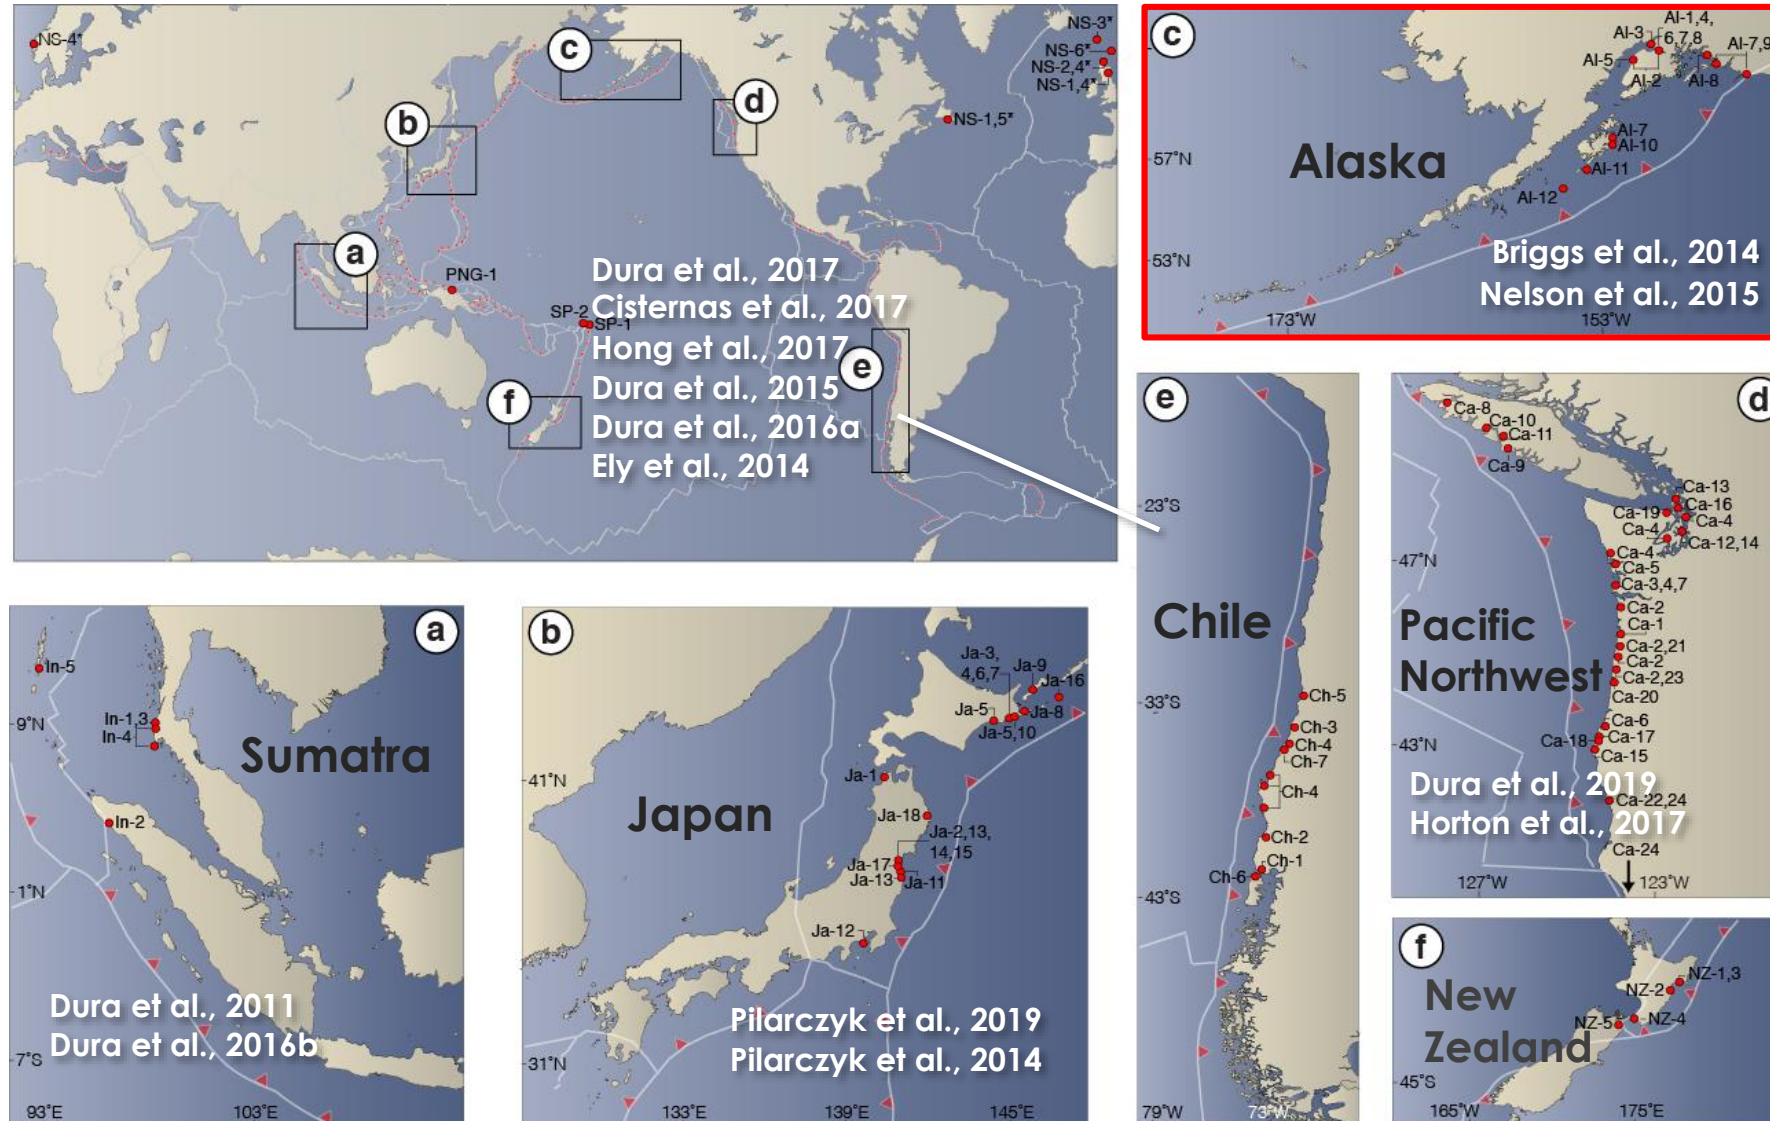 NS-4*
c
b
d
a
PNG-1
SP-2
SP-1
f
e
NS-3*
NS-6*
NS-2,4*
NS-1,4*
NS-1,5*
Dura et al., 2017
Cisternas et al., 2017
Hong et al., 2017
Dura et al., 2015
Dura et al., 2016a
Ely et al., 2014
c
Al-1,4,
6,7,8
Al-3
Al-7,9
Al-5
Al-2
Al-8
Al-7
Al-10
Al-11
Al-12
57°N
53°N
173°W
153°W
Alaska
Briggs et al., 2014
Nelson et al., 2015
a
In-5
In-1,3
In-4
In-2
9°N
1°N
7°S
93°E
103°E
Sumatra
Dura et al., 2011
Dura et al., 2016b
b
Ja-3,
4,6,7
Ja-9
Ja-16
Ja-5
Ja-8
Ja-5,10
Ja-1
Ja-18
Ja-2,13,
14,15
Ja-17
Ja-13
Ja-11
Ja-12
41°N
31°N
133°E
139°E
145°E
Japan
Pilarczyk et al., 2019
Pilarczyk et al., 2014
e
23°S
33°S
43°S
79°W
73°W
Chile
Ch-5
Ch-3
Ch-4
Ch-7
Ch-4
Ch-2
Ch-1
Ch-6
d
Ca-8
Ca-10
Ca-11
Ca-9
Ca-13
Ca-16
Ca-19
Ca-4
Ca-4
Ca-12,14
Ca-4
Ca-5
Ca-3,4,7
Ca-2
Ca-1
Ca-2,21
Ca-2
Ca-2,23
Ca-20
Ca-6
Ca-17
Ca-18
Ca-15
Ca-22,24
Ca-24
47°N
43°N
127°W
123°W
Pacific
Northwest
Dura et al., 2019
Horton et al., 2017
f
NZ-1,3
NZ-2
NZ-4
NZ-5
45°S
165°W
175°E
New
Zealand